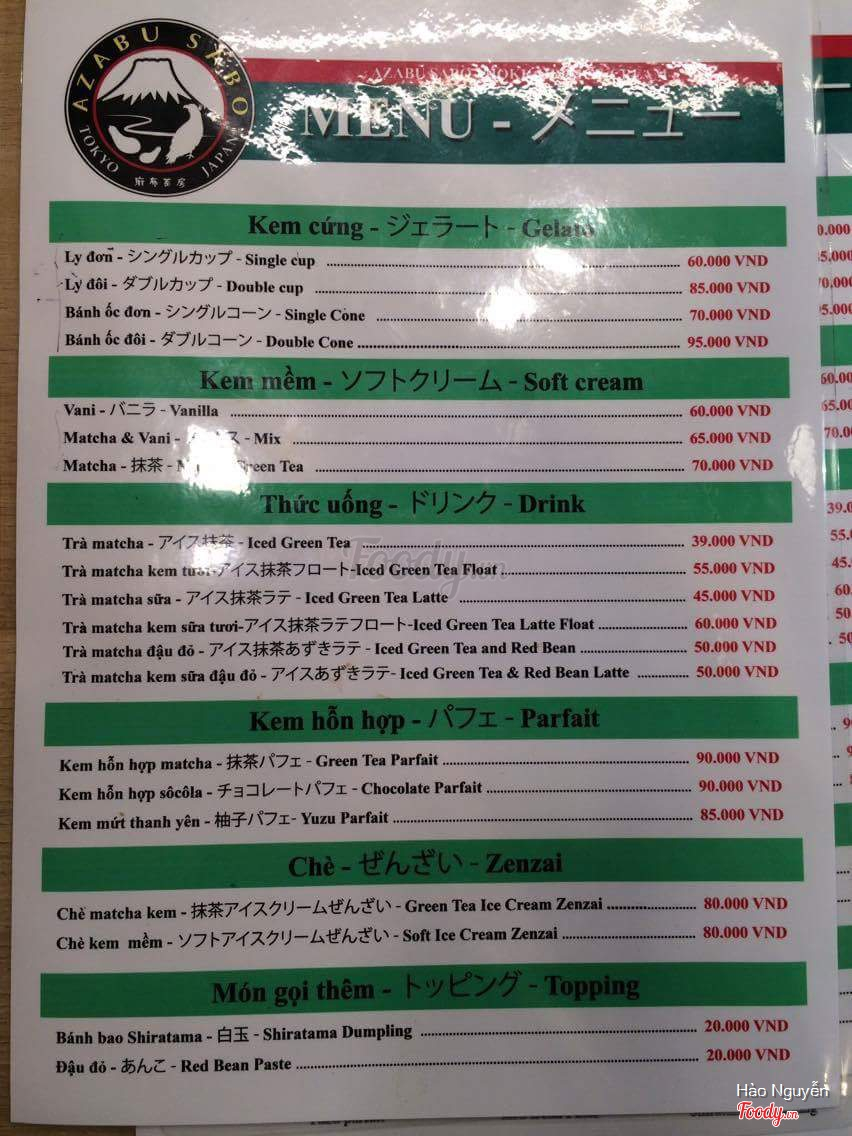 AZABU SABO
TOKYO JAPAN
麻布茶房
AZABU SABO
MENU - メニュー
Kem cứng - ジェラート - Gelato
Ly đơn - シングルカップ - Single cup 60.000 VND
Ly đôi - ダブルカップ - Double cup 85.000 VND
Bánh ốc đơn - シングルコーン - Single Cone 70.000 VND
Bánh ốc đôi - ダブルコーン - Double Cone 95.000 VND
Kem mềm - ソフトクリーム - Soft cream
Vani - バニラ - Vanilla 60.000 VND
Matcha & Vani - - Mix 65.000 VND
Matcha - 抹茶 - Green Tea 70.000 VND
Thức uống - ドリンク - Drink
Trà matcha - アイス抹茶 - Iced Green Tea 39.000 VND
Trà matcha kem tươi-アイス抹茶フロート-Iced Green Tea Float 55.000 VND
Trà matcha sữa - アイス抹茶ラテ - Iced Green Tea Latte 45.000 VND
Trà matcha kem sữa tươi-アイス抹茶ラテフロート-Iced Green Tea Latte Float 60.000 VND
Trà matcha đậu đỏ - アイス抹茶あずきラテ - Iced Green Tea and Red Bean 50.000 VND
Trà matcha kem sữa đậu đỏ - アイスあずきラテ- Iced Green Tea & Red Bean Latte 50.000 VND
Kem hỗn hợp - パフェ - Parfait
Kem hỗn hợp matcha - 抹茶パフェ - Green Tea Parfait 90.000 VND
Kem hỗn hợp sôcôla - チョコレートパフェ - Chocolate Parfait 90.000 VND
Kem mứt thanh yên - 柚子パフェ- Yuzu Parfait 85.000 VND
Chè - ぜんざい - Zenzai
Chè matcha kem - 抹茶アイスクリームぜんざい - Green Tea Ice Cream Zenzai 80.000 VND
Chè kem mềm - ソフトアイスクリームぜんざい - Soft Ice Cream Zenzai 80.000 VND
Món gọi thêm - トッピング - Topping
Bánh bao Shiratama - 白玉 - Shiratama Dumpling 20.000 VND
Đậu đỏ - あんこ - Red Bean Paste 20.000 VND
Foody.vn
Hảo Nguyễn
Foody.vn